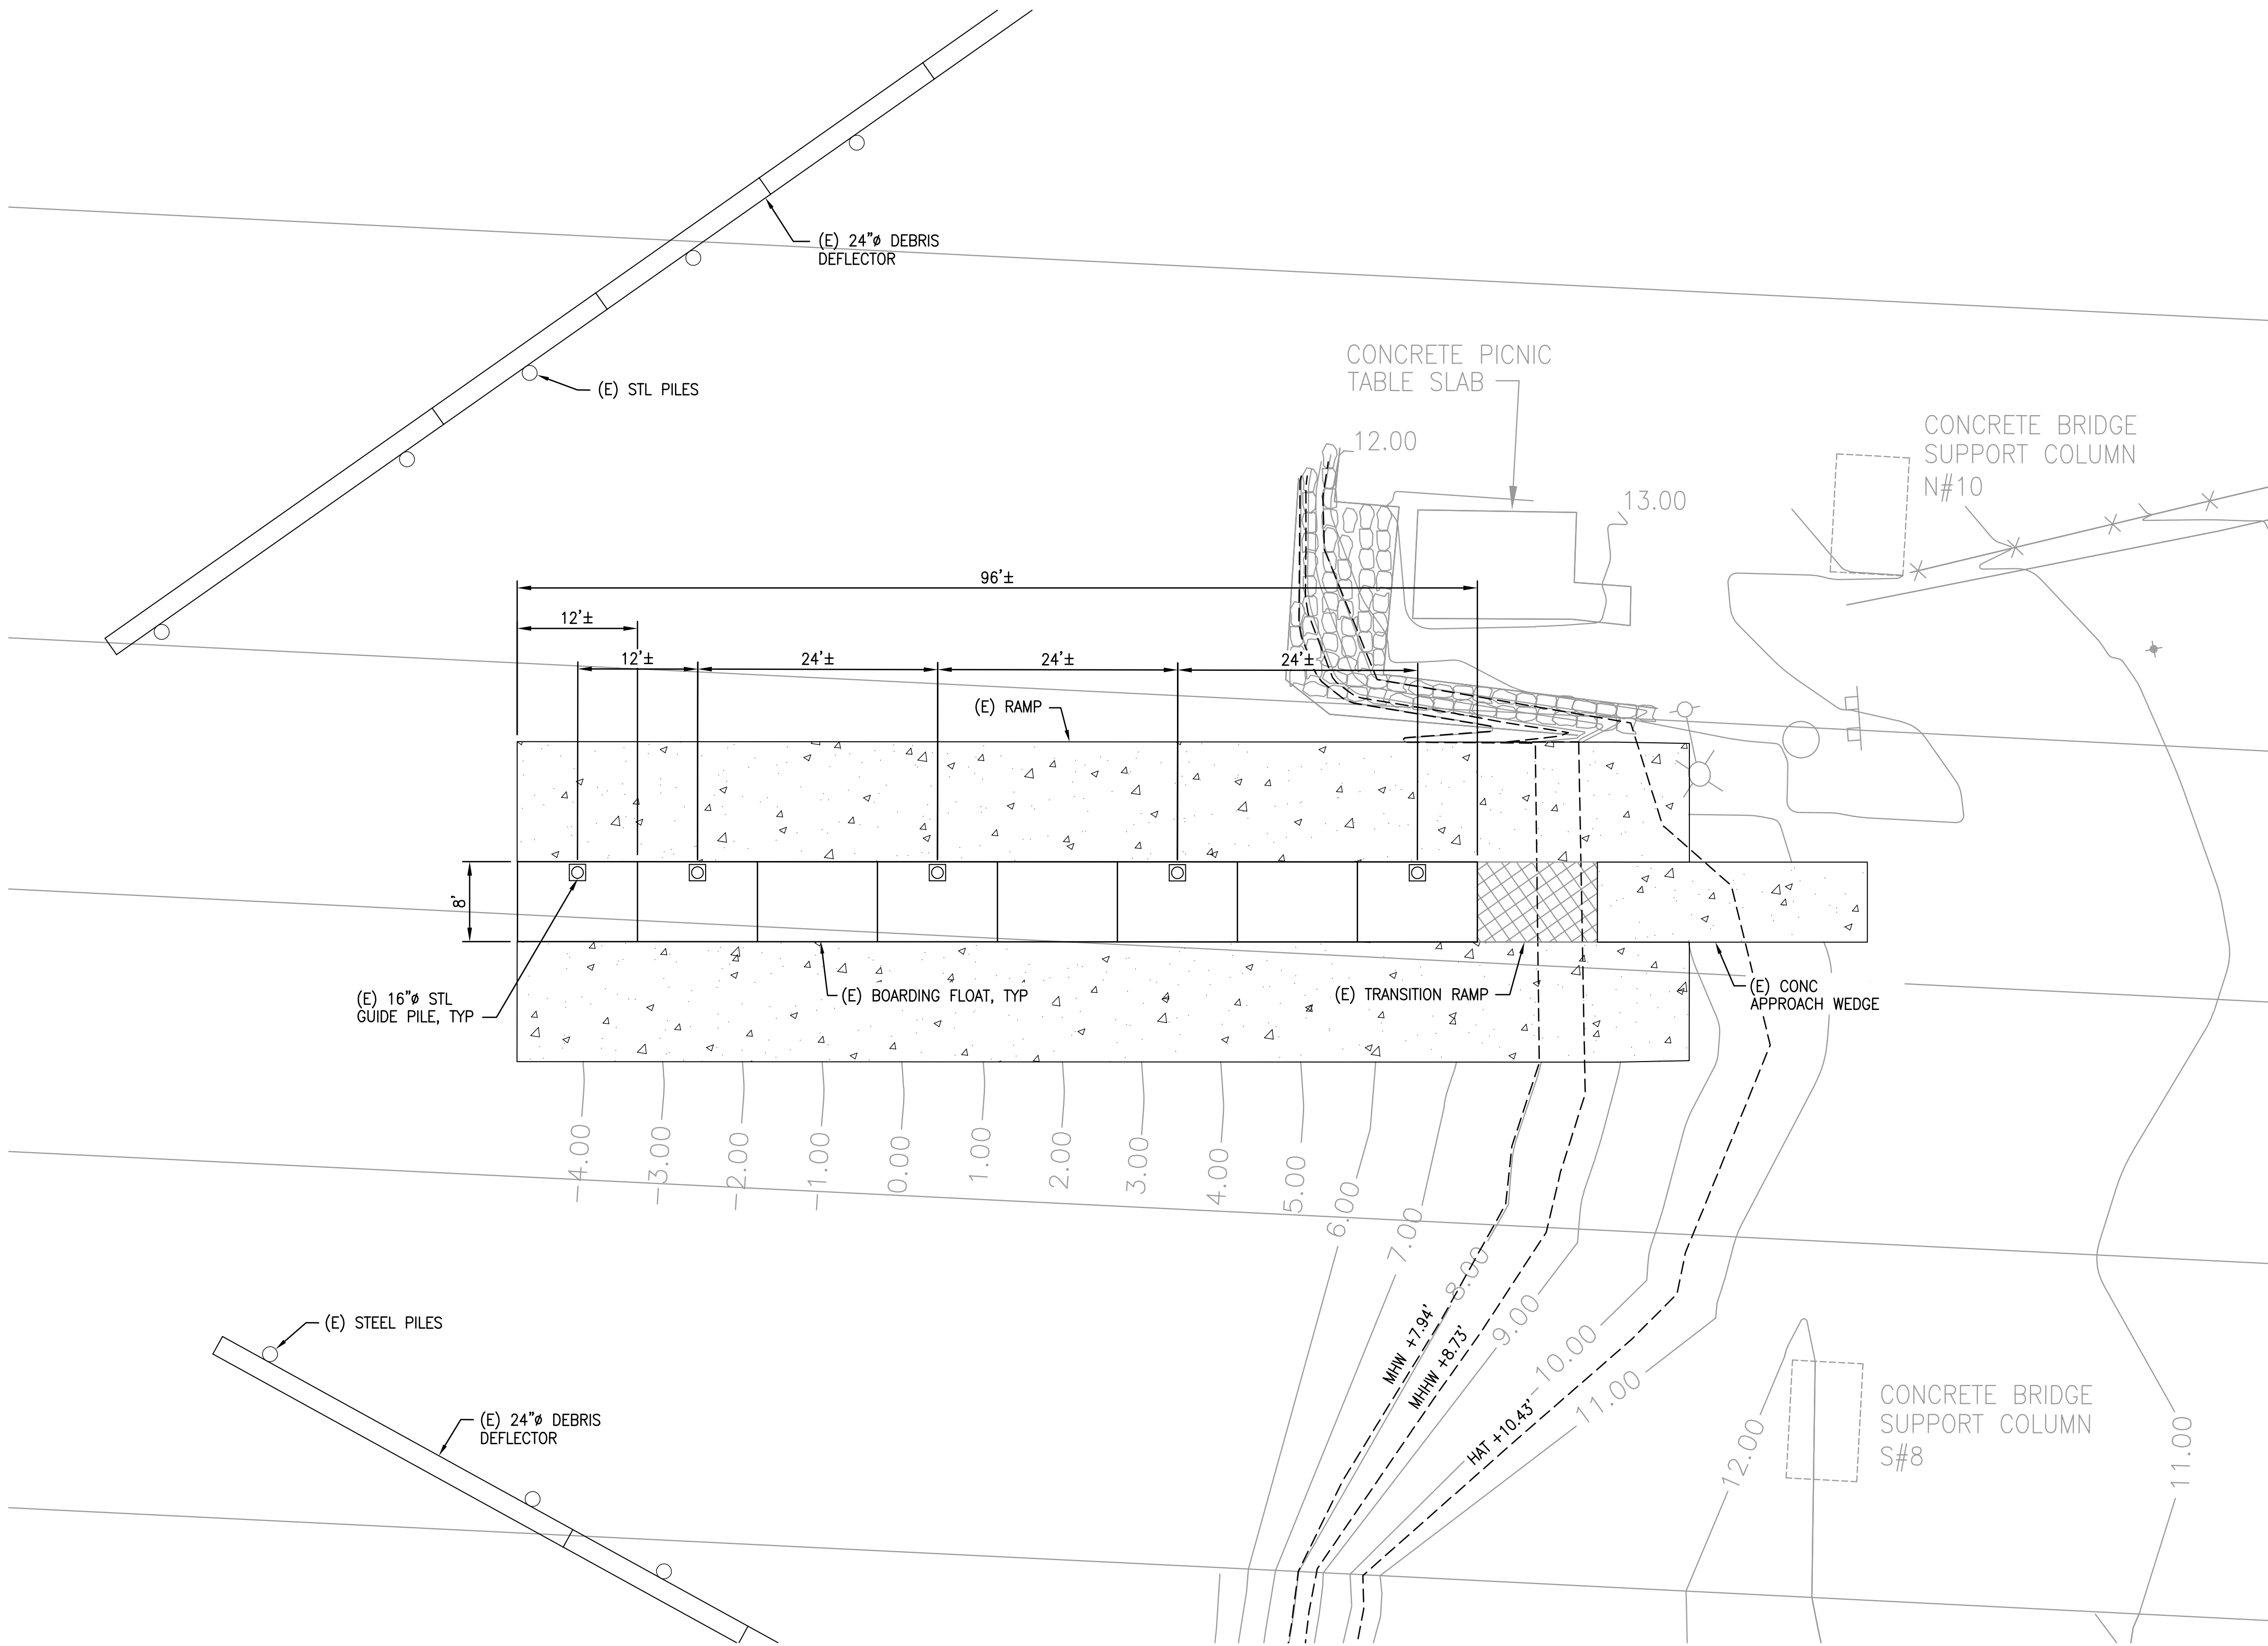 (E) 24"ø DEBRIS
DEFLECTOR
(E) STL PILES
CONCRETE PICNIC
TABLE SLAB
12.00
13.00
CONCRETE BRIDGE
SUPPORT COLUMN
N#10
96'±
12'±
12'±
24'±
24'±
24'±
(E) RAMP
8'
(E) 16"ø STL
GUIDE PILE, TYP
(E) BOARDING FLOAT, TYP
(E) TRANSITION RAMP
(E) CONC
APPROACH WEDGE
-4.00
-3.00
-2.00
-1.00
0.00
1.00
2.00
3.00
4.00
5.00
6.00
7.00
8.00
9.00
10.00
11.00
MHW +7.94'
MHHW +8.73'
HAT +10.43'
12.00
11.00
(E) STEEL PILES
(E) 24"ø DEBRIS
DEFLECTOR
CONCRETE BRIDGE
SUPPORT COLUMN
S#8